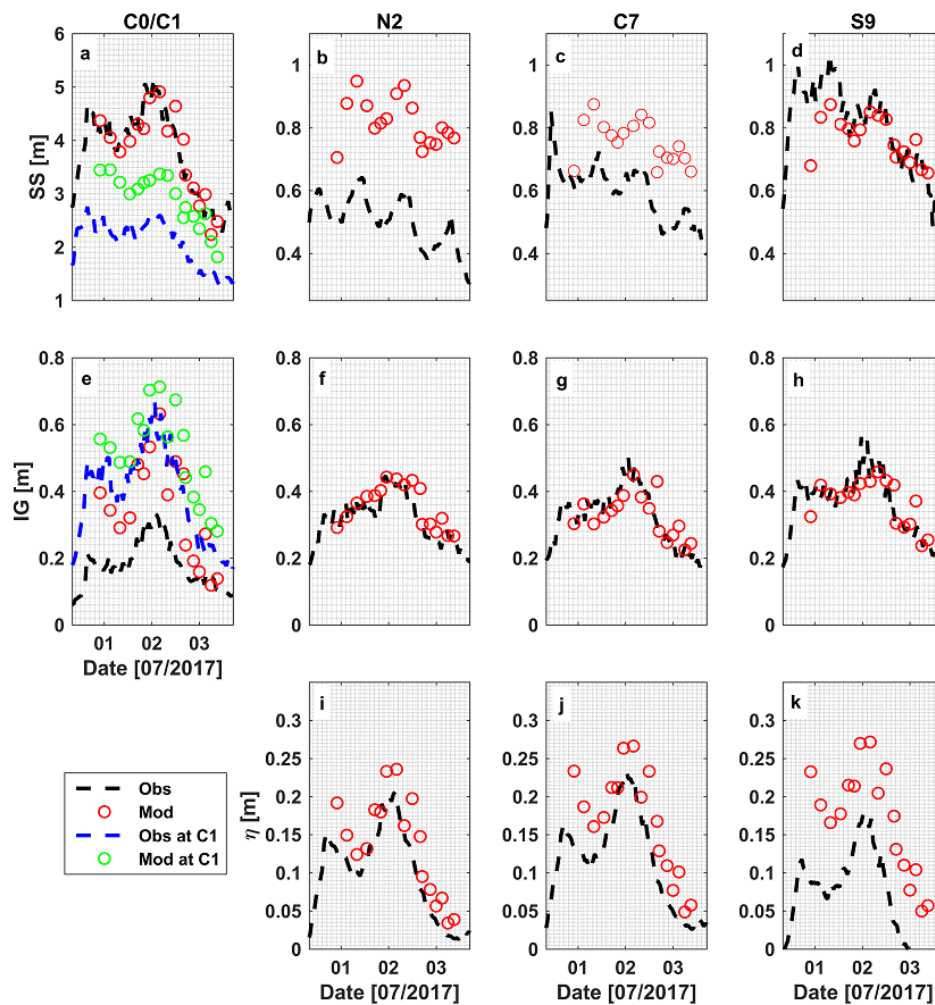 C0/C1 N2 C7 S9
6 a 1 b 1 c 1 d
5 0.8 0.8 0.8
SS [m] 4
3 0.6 0.6 0.6
2 0.4 0.4 0.4
1
0.8 e 0.8 f 0.8 g 0.8 h
0.6 0.6 0.6 0.6
IG [m] 0.4 0.4 0.4 0.4
0.2 0.2 0.2 0.2
0 0 0 0
01 02 03
Date [07/2017]
i j k
0.3 0.3 0.3
0.25 0.25 0.25
Obs 0.2 0.2 0.2
Mod η [m] 0.15 0.15 0.15
Obs at C1 0.1 0.1 0.1
Mod at C1 0.05 0.05 0.05
0 0 0
01 02 03 01 02 03 01 02 03
Date [07/2017] Date [07/2017] Date [07/2017]